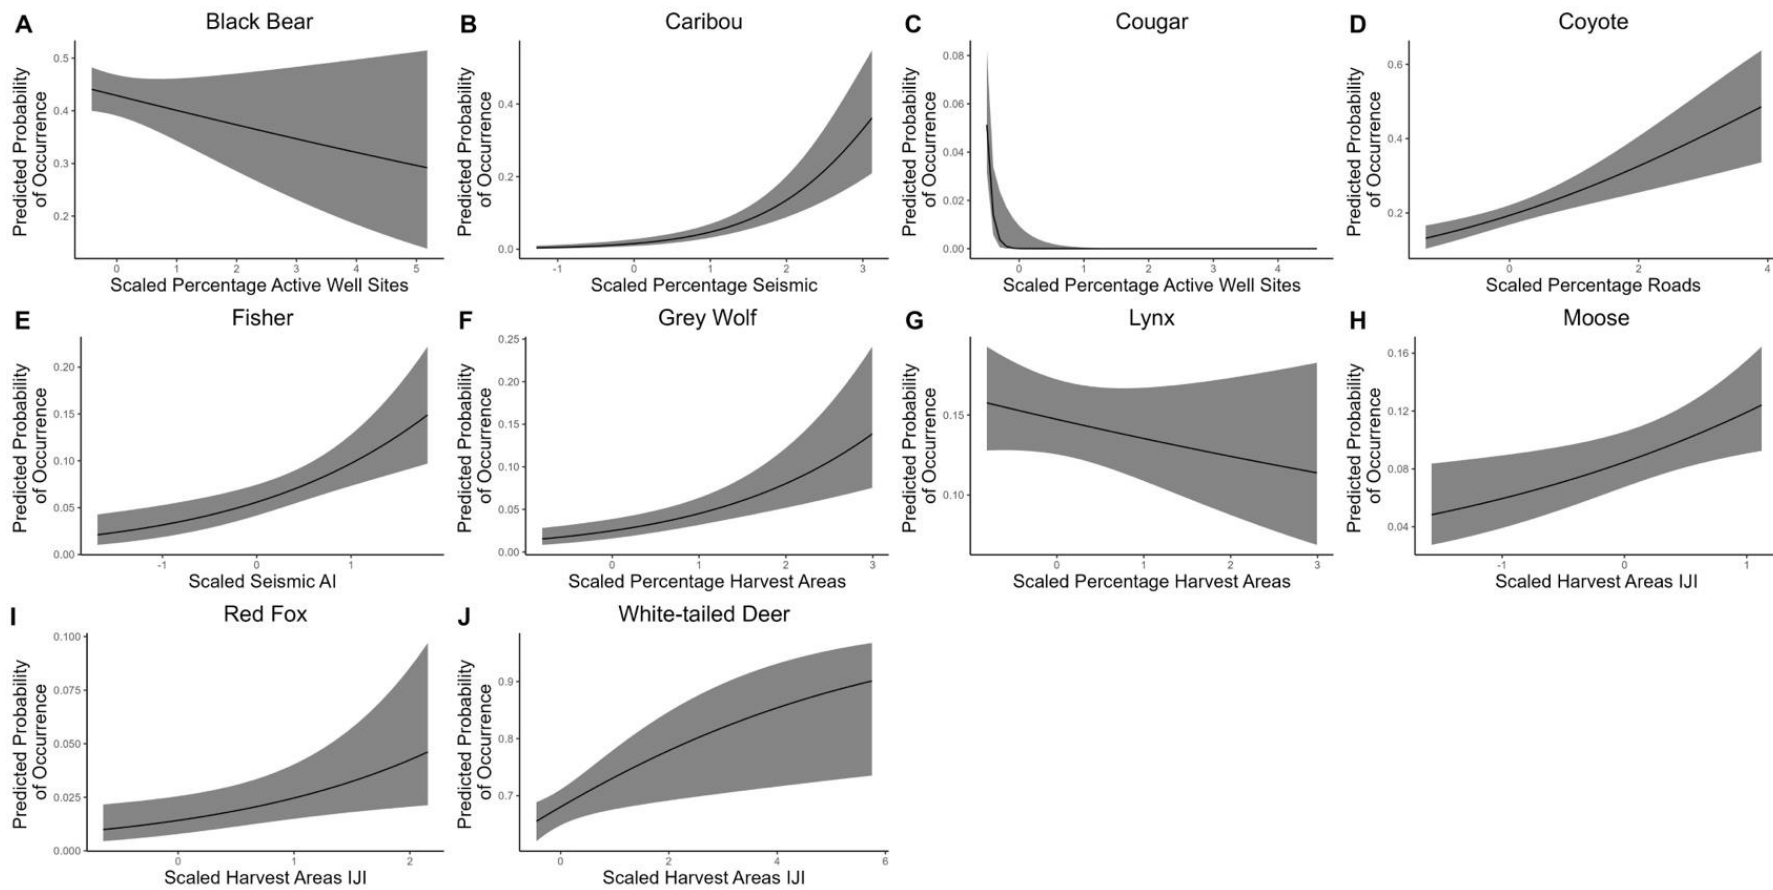 A Black Bear
Predicted Probability
of Occurrence
0.5
0.4
0.3
0.2
0 1 2 3 4 5
Scaled Percentage Active Well Sites
B Caribou
Predicted Probability
of Occurrence
0.4
0.2
0.0
-1 0 1 2 3
Scaled Percentage Seismic
C Cougar
Predicted Probability
of Occurrence
0.08
0.06
0.04
0.02
0.00
0 1 2 3 4
Scaled Percentage Active Well Sites
D Coyote
Predicted Probability
of Occurrence
0.6
0.4
0.2
0 2 4
Scaled Percentage Roads
E Fisher
Predicted Probability
of Occurrence
0.20
0.15
0.10
0.05
0.00
-1 0 1
Scaled Seismic AI
F Grey Wolf
Predicted Probability
of Occurrence
0.25
0.20
0.15
0.10
0.05
0.00
0 1 2 3
Scaled Percentage Harvest Areas
G Lynx
Predicted Probability
of Occurrence
0.15
0.10
0 1 2 3
Scaled Percentage Harvest Areas
H Moose
Predicted Probability
of Occurrence
0.16
0.12
0.08
0.04
-1 0 1
Scaled Harvest Areas IJI
I Red Fox
Predicted Probability
of Occurrence
0.100
0.075
0.050
0.025
0.000
0 1 2
Scaled Harvest Areas IJI
J White-tailed Deer
Predicted Probability
of Occurrence
0.9
0.8
0.7
0 2 4 6
Scaled Harvest Areas IJI